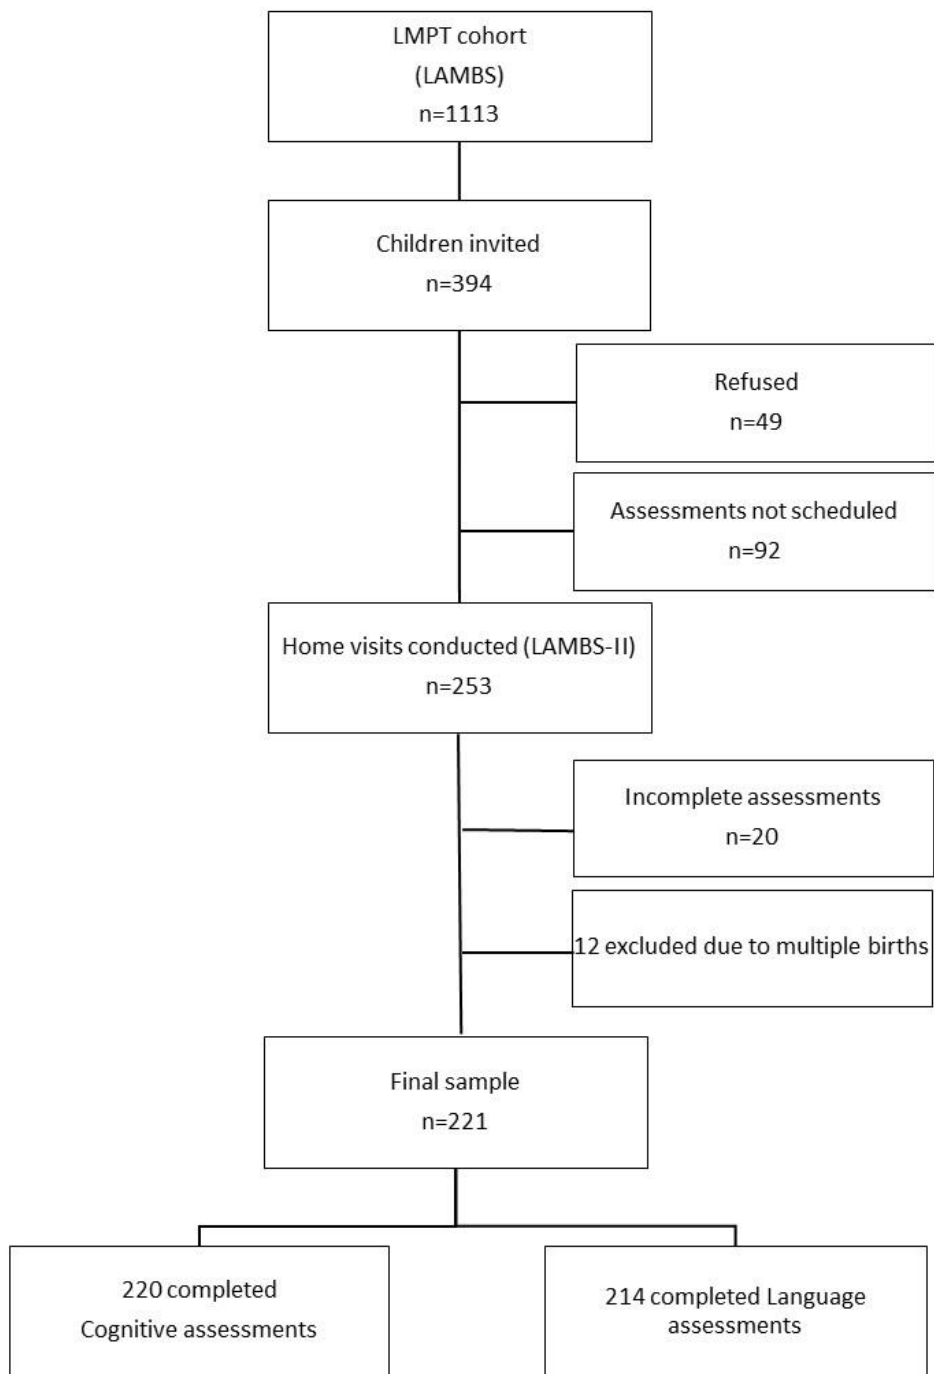 LMPT cohort
(LAMBS)
n=1113
Children invited
n=394
Refused
n=49
Assessments not scheduled
n=92
Home visits conducted (LAMBS-II)
n=253
Incomplete assessments
n=20
12 excluded due to multiple births
Final sample
n=221
220 completed
Cognitive assessments
214 completed Language
assessments